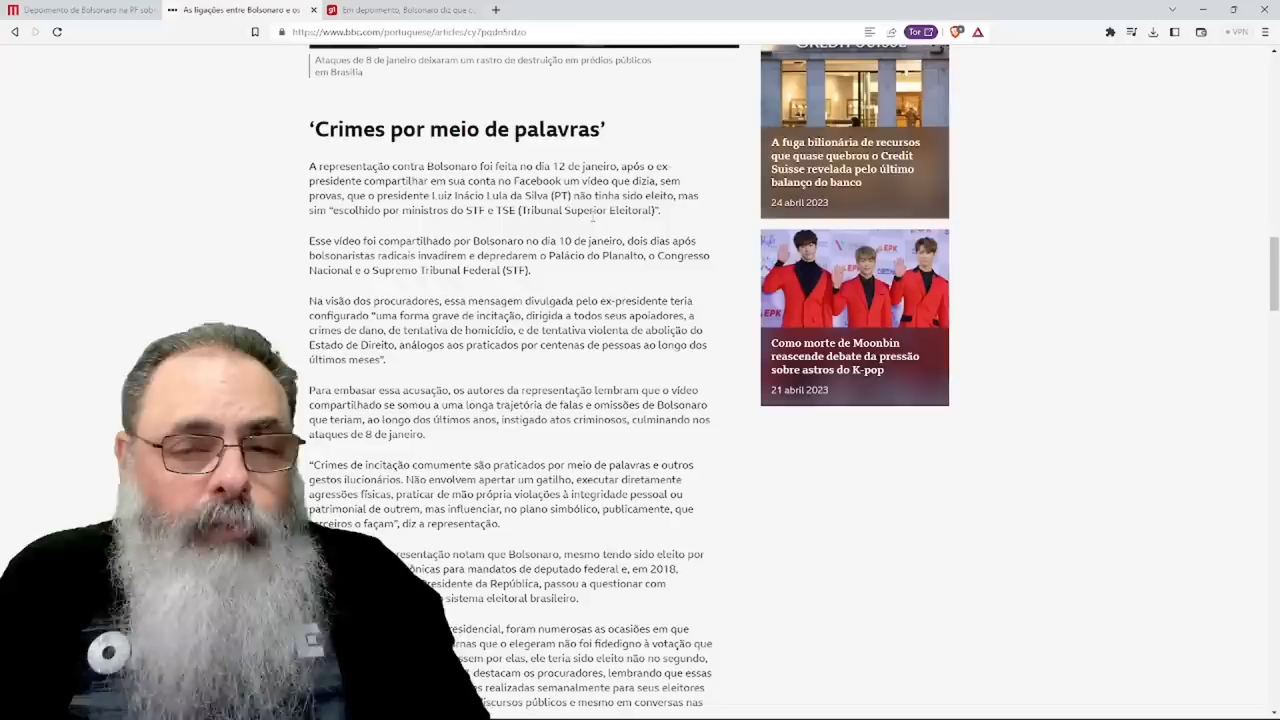 Depoimento de Bolsonaro na PF sob
As ligações entre Bolsonaro e os
Em depoimento, Bolsonaro diz que c
https://www.bbc.com/portuguese/articles/cy7pqdn5rdzo
Tor
VPN
Ataques de 8 de janeiro deixaram um rastro de destruição em prédios públicos
em Brasília
‘Crimes por meio de palavras’
A representação contra Bolsonaro foi feita no dia 12 de janeiro, após o ex-
presidente compartilhar em sua conta no Facebook um vídeo que dizia, sem
provas, que o presidente Luiz Inácio Lula da Silva (PT) não tinha sido eleito, mas
sim “escolhido por ministros do STF e TSE (Tribunal Superior Eleitoral)”.
Esse vídeo foi compartilhado por Bolsonaro no dia 10 de janeiro, dois dias após
bolsonaristas radicais invadirem e depredarem o Palácio do Planalto, o Congresso
Nacional e o Supremo Tribunal Federal (STF).
Na visão dos procuradores, essa mensagem divulgada pelo ex-presidente teria
configurado “uma forma grave de incitação, dirigida a todos seus apoiadores, a
crimes de dano, de tentativa de homicídio, e de tentativa violenta de abolição do
Estado de Direito, análogos aos praticados por centenas de pessoas ao longo dos
últimos meses”.
Para embasar essa acusação, os autores da representação lembram que o vídeo
compartilhado se somou a uma longa trajetória de falas e omissões de Bolsonaro
que teriam, ao longo dos últimos anos, instigado atos criminosos, culminando nos
ataques de 8 de janeiro.
“Crimes de incitação comumente são praticados por meio de palavras e outros
gestos ilucionários. Não envolvem apertar um gatilho, executar diretamente
agressões físicas, praticar de mão própria violações à integridade pessoal ou
patrimonial de outrem, mas influenciar, no plano simbólico, publicamente, que
terceiros o façam”, diz a representação.
resentação notam que Bolsonaro, mesmo tendo sido eleito por
ônicas para mandatos de deputado federal e, em 2018,
Presidente da República, passou a questionar com
sistema eleitoral brasileiro.
residencial, foram numerosas as ocasiões em que
rnas que o elegeram não foi fidedigno à votação que
ssem por elas, ele teria sido eleito não no segundo,
destacam os procuradores, lembrando que essas
s realizadas semanalmente para seus eleitores
iscursos públicos e mesmo em conversas nas
CREDIT SUISSE
A fuga bilionária de recursos
que quase quebrou o Credit
Suisse revelada pelo último
balanço do banco
24 abril 2023
EPK
EPK
Como morte de Moonbin
reascende debate da pressão
sobre astros do K-pop
21 abril 2023